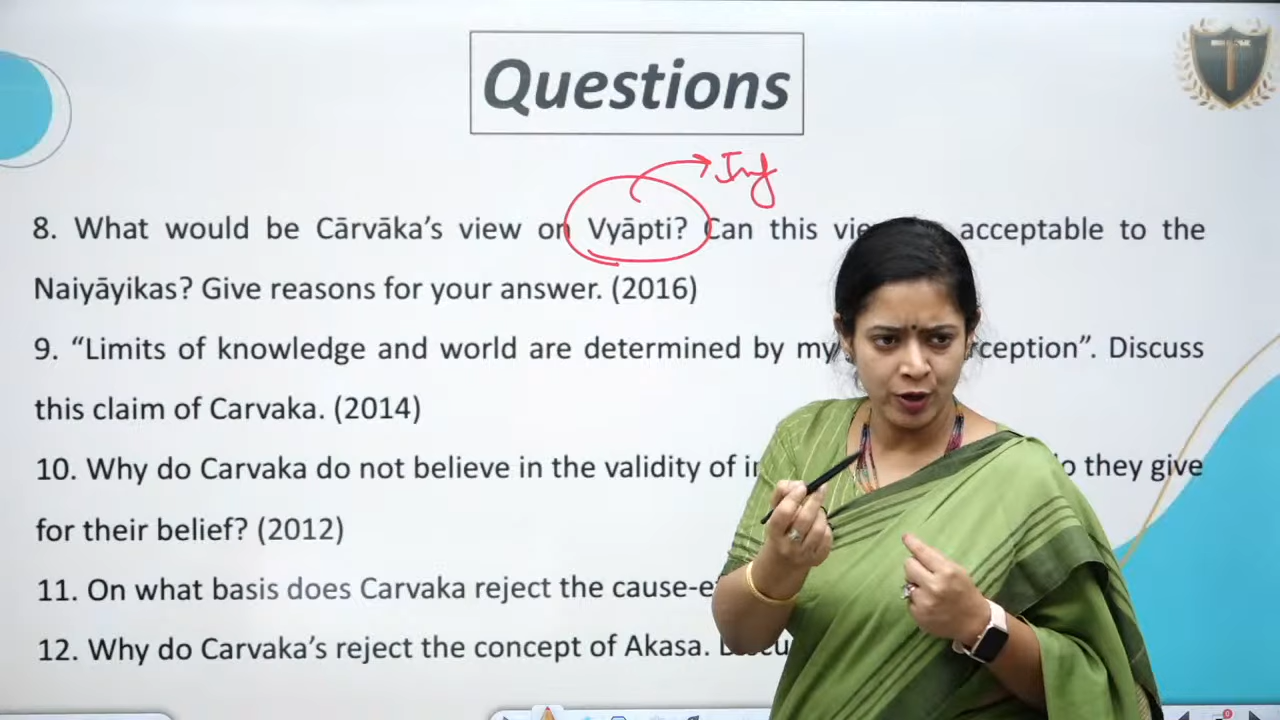 Questions
Inf
8. What would be Cārvāka's view on Vyāpti? Can this acceptable to the
Naiyāyikas? Give reasons for your answer. (2016)
9. “Limits of knowledge and world are determined by my Discuss
this claim of Carvaka. (2014)
10. Why do Carvaka do not believe in the validity of they give
for their belief? (2012)
11. On what basis does Carvaka reject the
12. Why do Carvaka's reject the concept of Akasa.